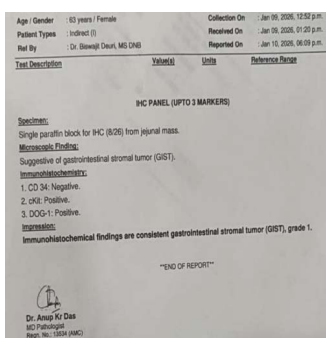 Age / Gender : 63 years / Female Collection On : Jan 09, 2026, 12:52 p.m.
Patient Types : Indirect (I) Received On : Jan 09, 2026, 01:20 p.m.
Ref By : Dr. Biswajit Deori, MS DNB Reported On : Jan 10, 2026, 06:09 p.m.
Test Description Value(s) Units Reference Range
IHC PANEL (UPTO 3 MARKERS)
Specimen:
Single paraffin block for IHC (8/26) from jejunal mass.
Microscopic Finding:
Suggestive of gastrointestinal stromal tumor (GIST).
Immunohistochemistry:
1. CD 34: Negative.
2. cKit: Positive.
3. DOG-1: Positive.
Impression:
Immunohistochemical findings are consistent gastrointestinal stromal tumor (GIST), grade 1.
**END OF REPORT**
Dr. Anup Kr Das
MD Pathologist
Regn. No.: 13534 (AMC)